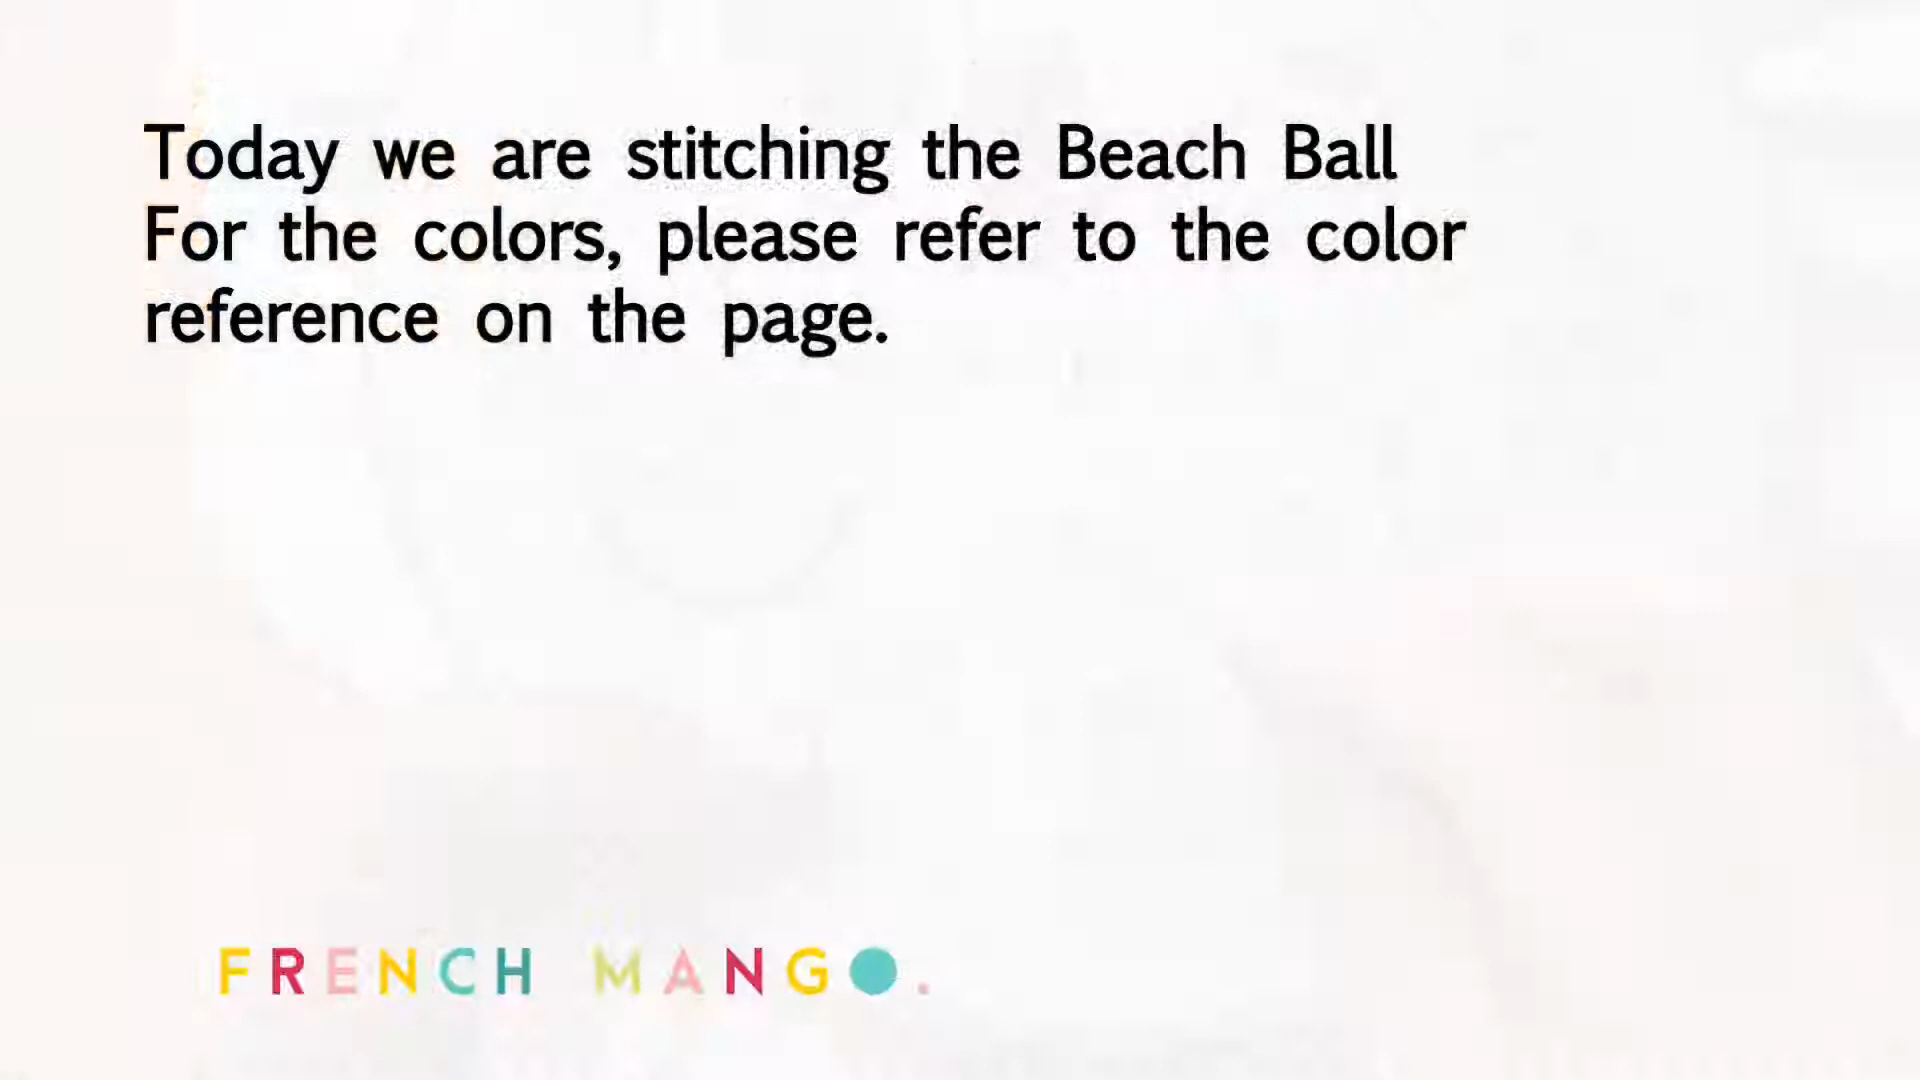 Today we are stitching the Beach Ball
For the colors, please refer to the color
reference on the page.
FRENCH MANGO.